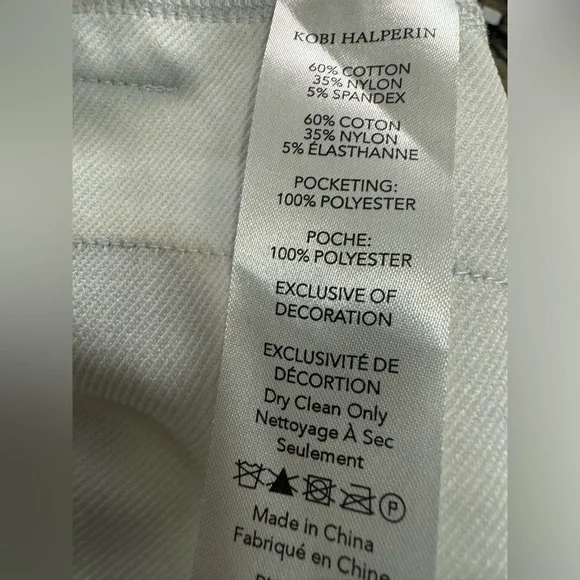 KOBI HALPERIN
60% COTTON
35% NYLON
5% SPANDEX
60% COTON
35% NYLON
5% ÉLASTHANNE
POCKETING:
100% POLYESTER
POCHE:
100% POLYESTER
EXCLUSIVE OF
DECORATION
EXCLUSIVITÉ DE
DÉCORTION
Dry Clean Only
Nettoyage À Sec
Seulement
P
Made in China
Fabriqué en Chine